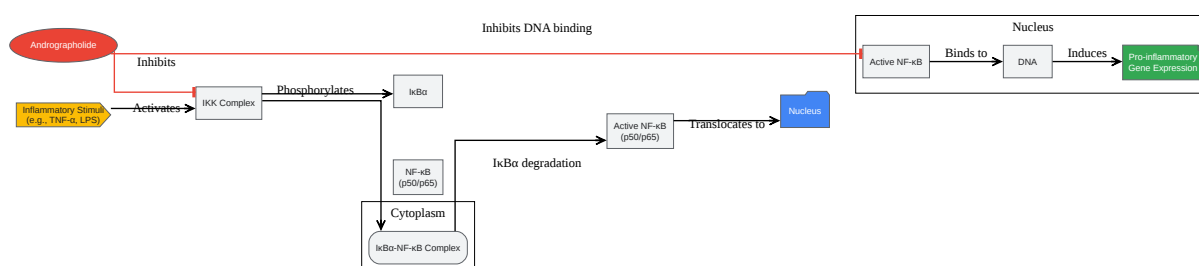 Inhibits DNA binding
Nucleus
Andrographolide
Inhibits
Active NF-κB
Binds to
DNA
Induces
Pro-inflammatory
Gene Expression
Inflammatory Stimuli
(e.g., TNF-α, LPS)
Activates
IKK Complex
Phosphorylates
IκBα
Nucleus
Active NF-κB
(p50/p65)
Translocates to
IκBα degradation
NF-κB
(p50/p65)
Cytoplasm
IκBα-NF-κB Complex